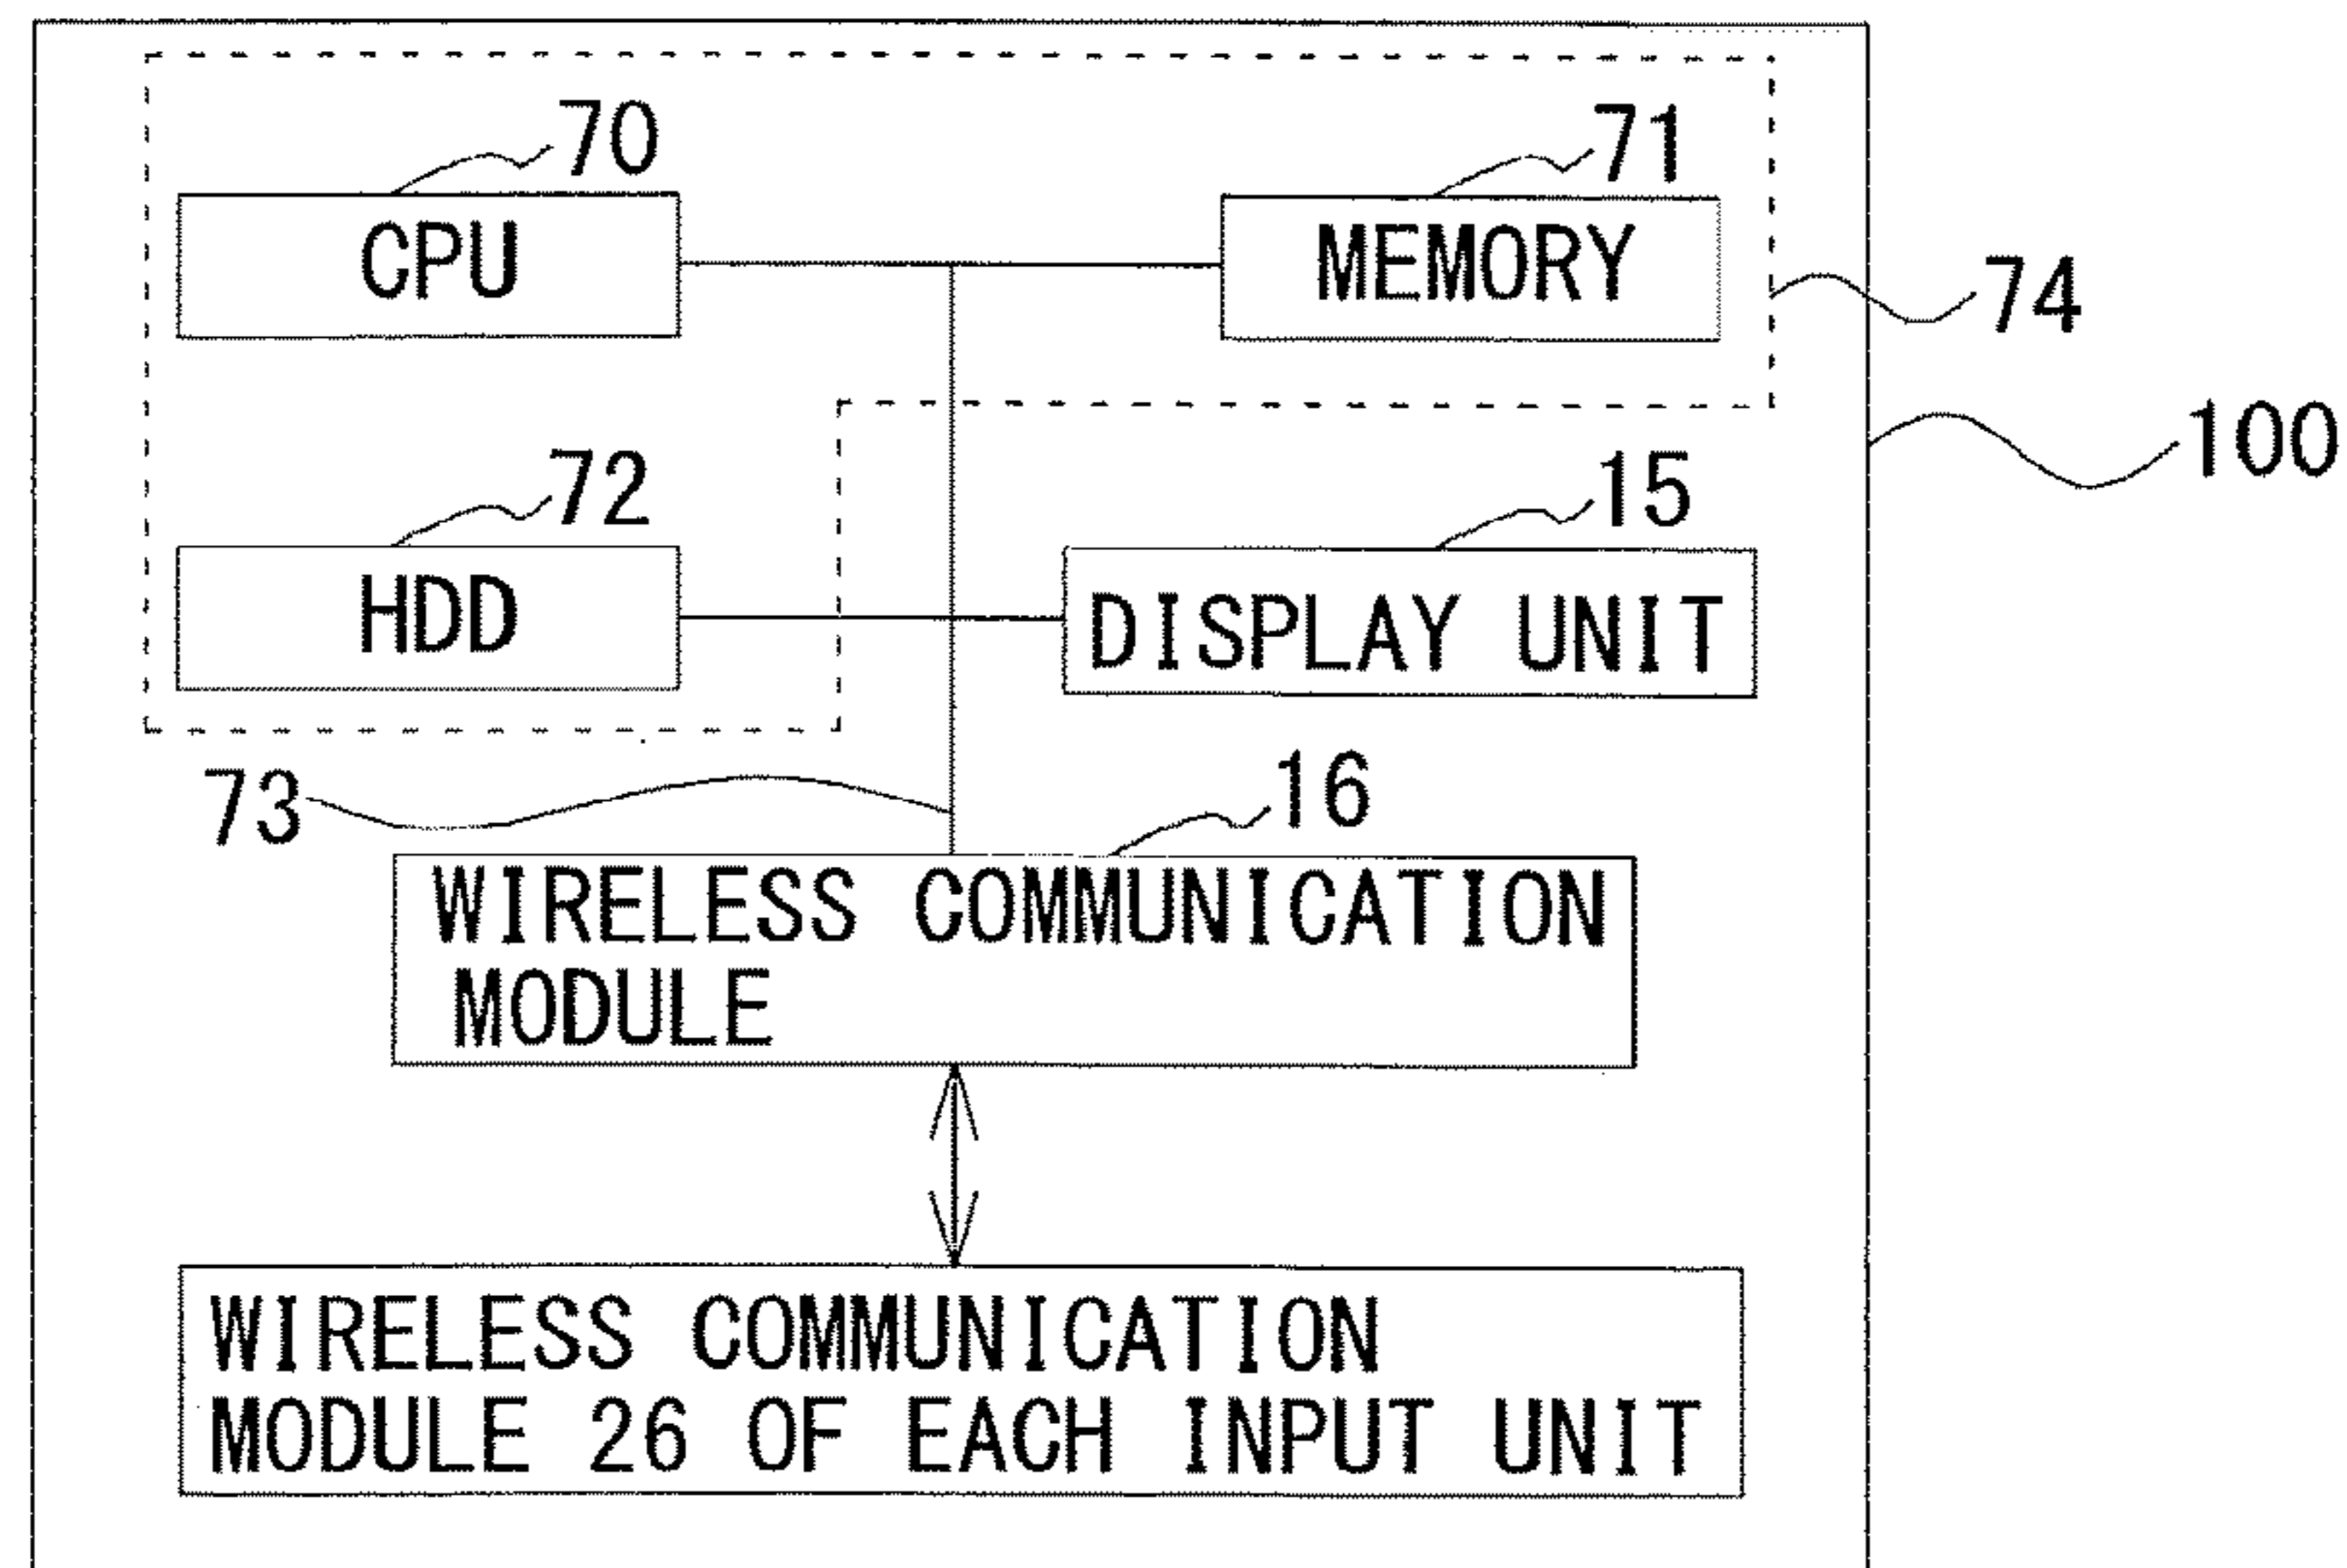 70
71
CPU
MEMORY
74
100
72
15
HDD
DISPLAY UNIT
73
16
WIRELESS COMMUNICATION
MODULE
WIRELESS COMMUNICATION
MODULE 26 OF EACH INPUT UNIT